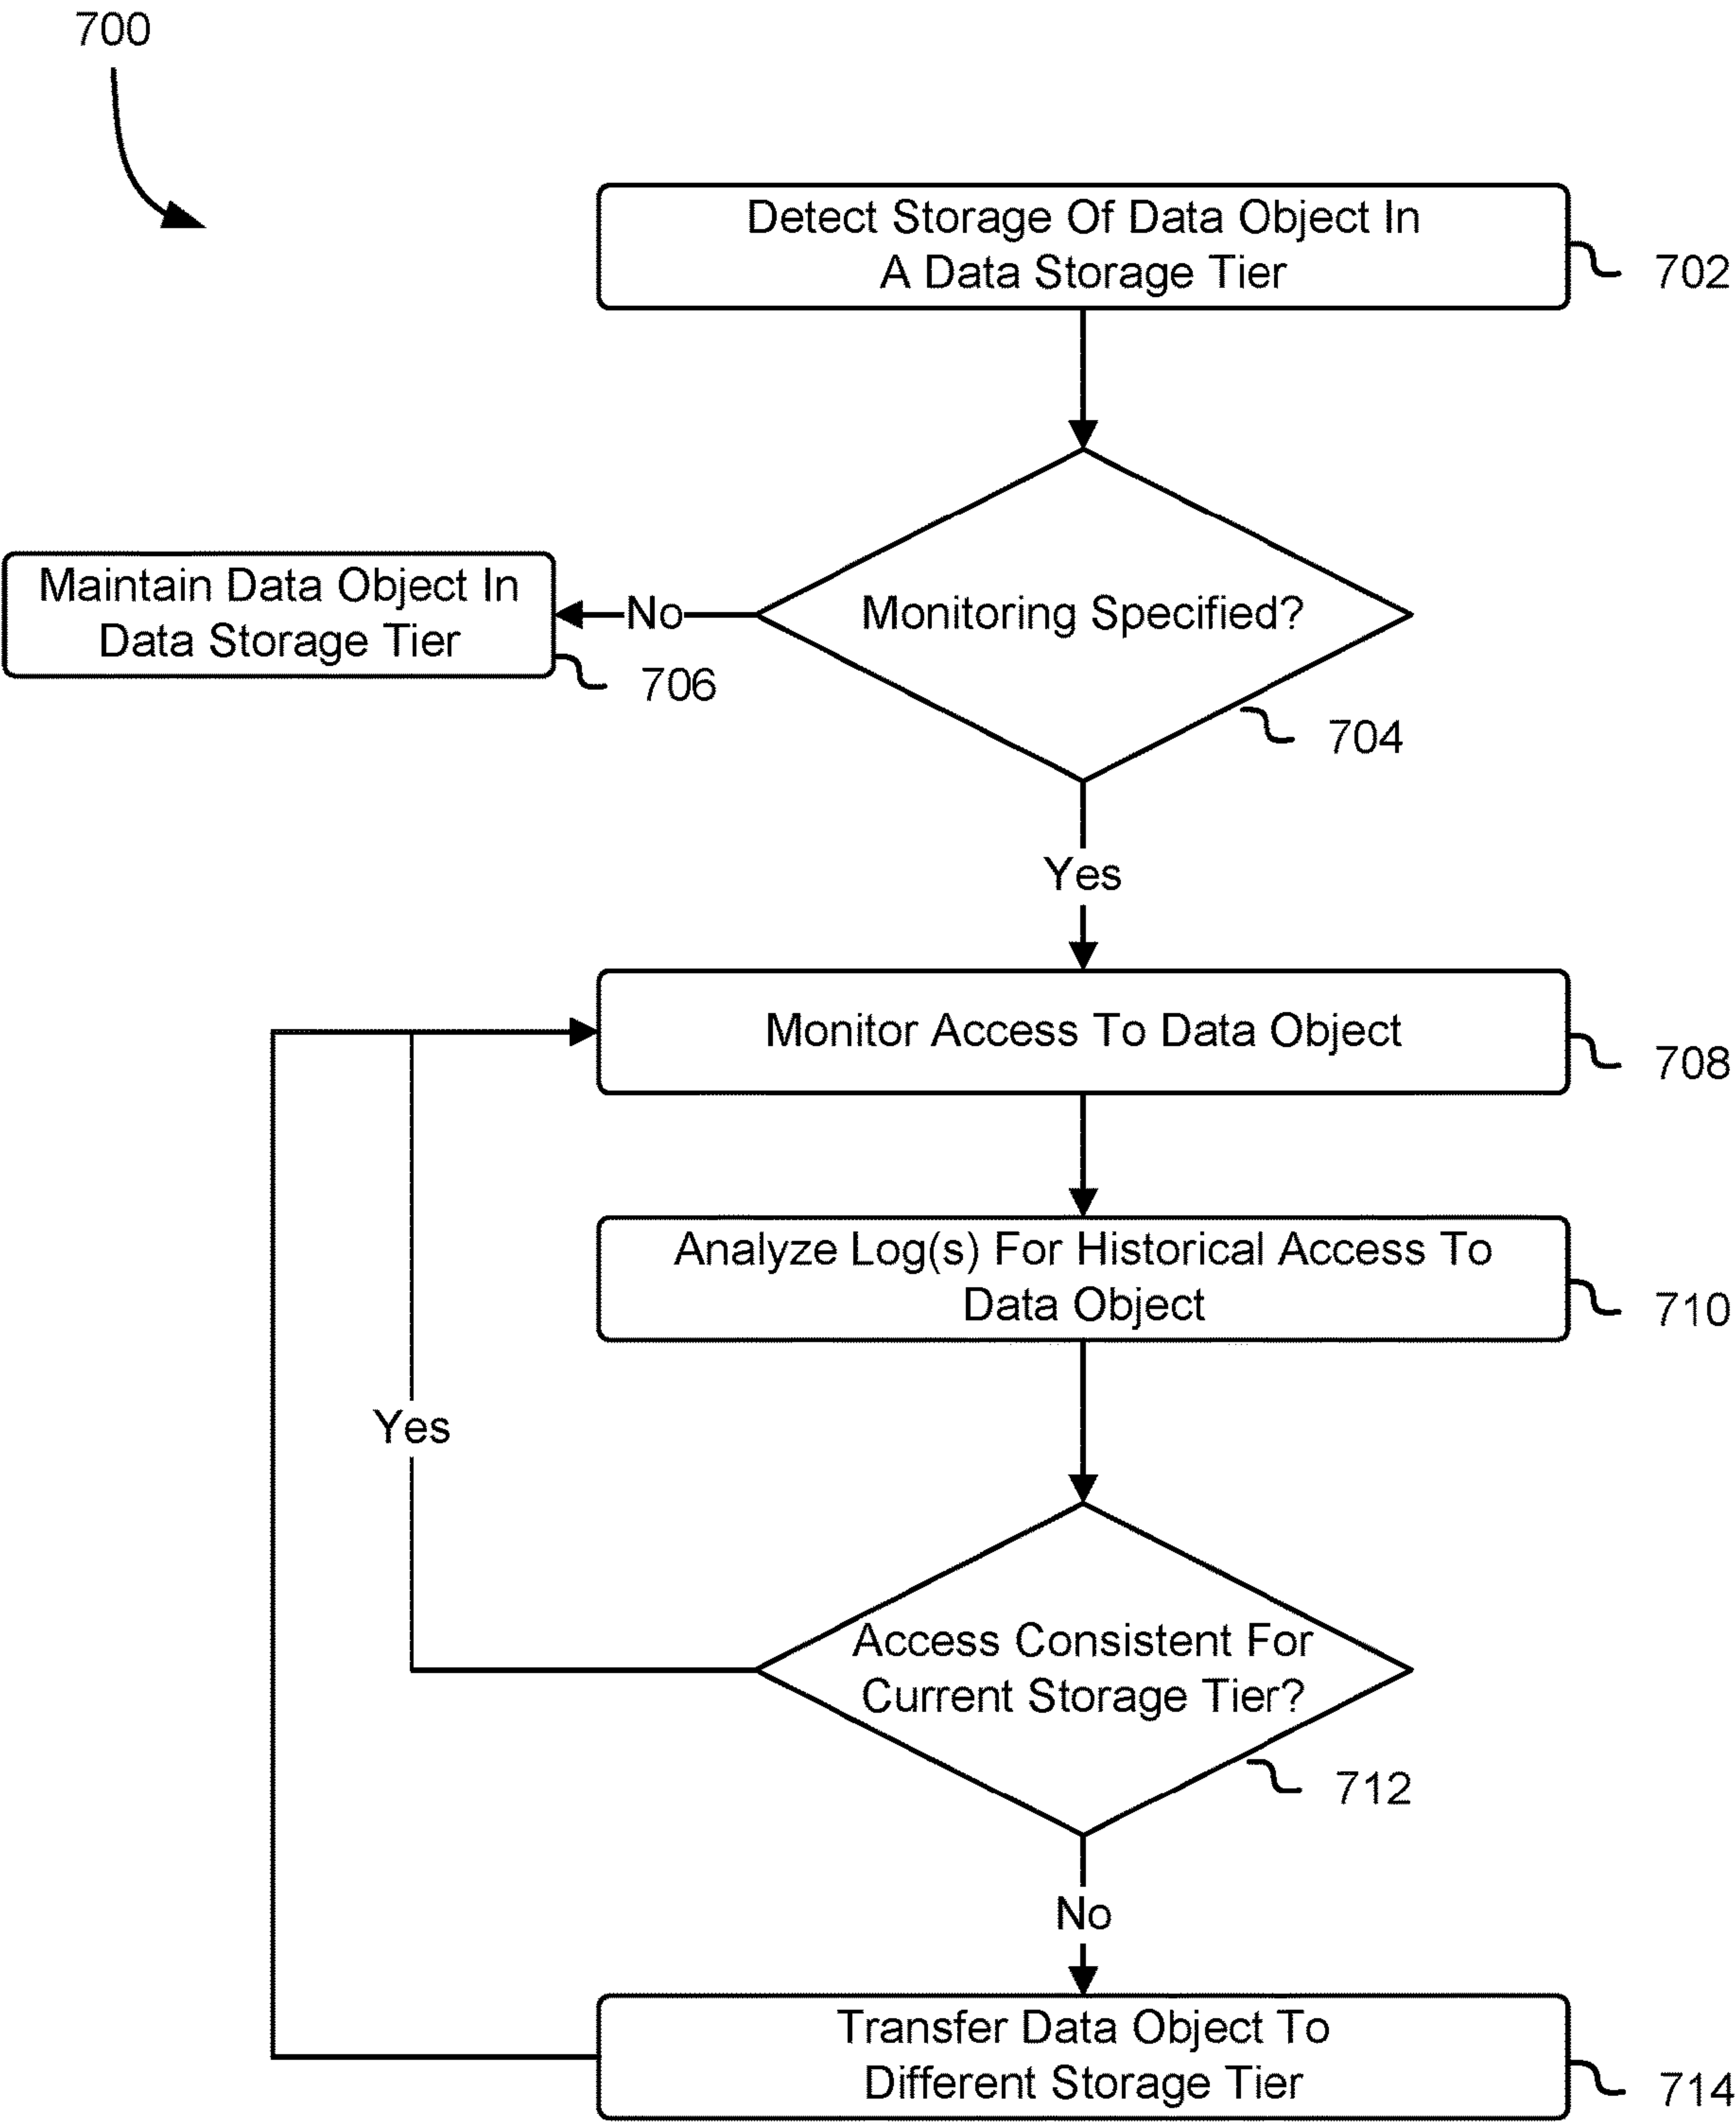 700
Detect Storage Of Data Object In
A Data Storage Tier
702
Monitoring Specified?
704
No
Maintain Data Object In
Data Storage Tier
706
Yes
Monitor Access To Data Object
708
Analyze Log(s) For Historical Access To
Data Object
710
Yes
Access Consistent For
Current Storage Tier?
712
No
Transfer Data Object To
Different Storage Tier
714